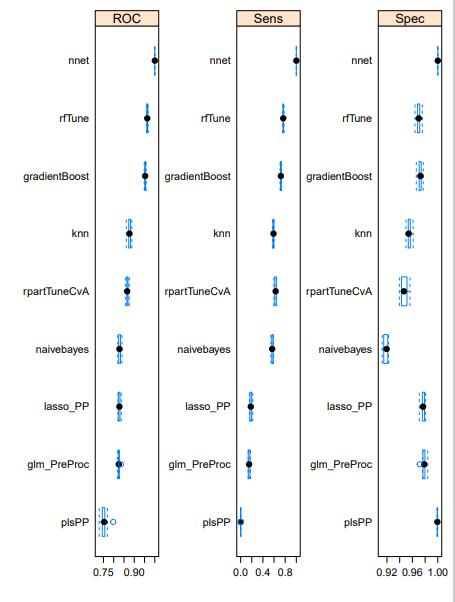 ROC Sens Spec
nnet nnet nnet
rfTune rfTune rfTune
gradientBoost gradientBoost gradientBoost
knn knn knn
rpartTuneCvA rpartTuneCvA rpartTuneCvA
naivebayes naivebayes naivebayes
lasso_PP lasso_PP lasso_PP
glm_PreProc glm_PreProc glm_PreProc
plsPP plsPP plsPP
0.75 0.90 0.0 0.4 0.8 0.92 0.96 1.00